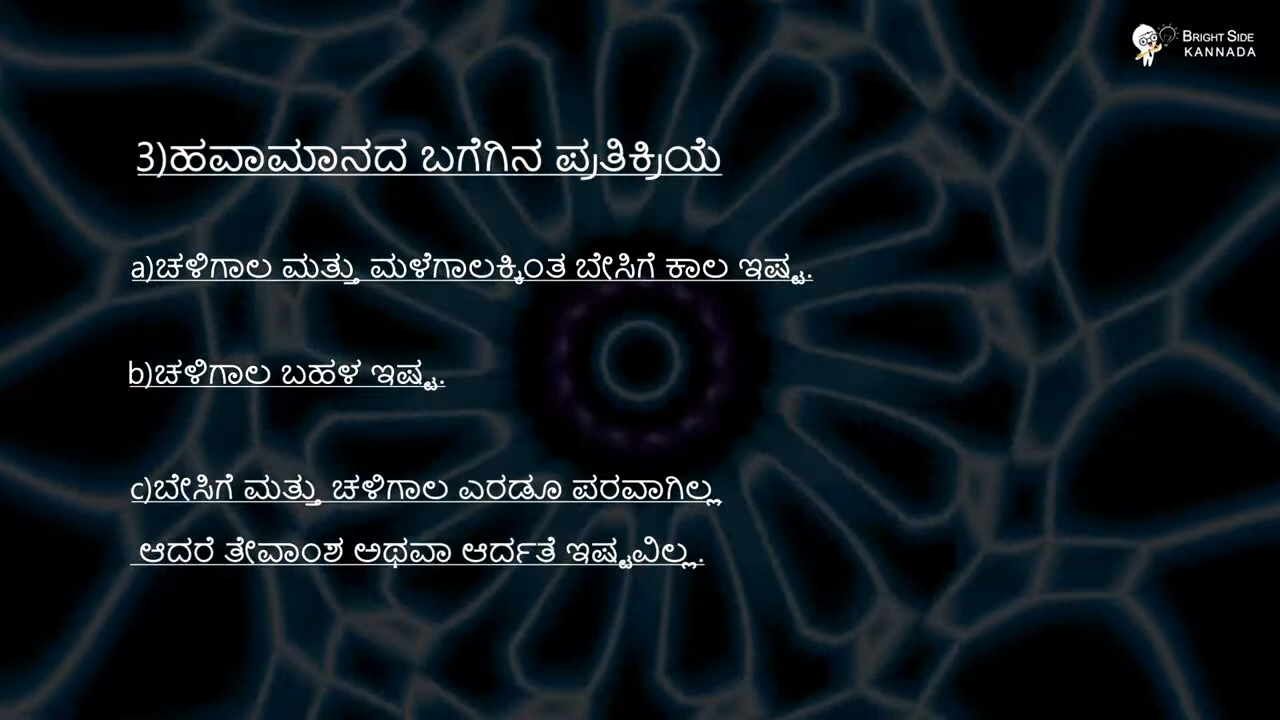 BRIGHT SIDE
KANNADA
3)ಹವಾಮಾನದ ಬಗೆಗಿನ ಪ್ರತಿಕ್ರಿಯೆ
a)ಚಳಿಗಾಲ ಮತ್ತು ಮಳೆಗಾಲಕ್ಕಿಂತ ಬೇಸಿಗೆ ಕಾಲ ಇಷ್ಟ.
b)ಚಳಿಗಾಲ ಬಹಳ ಇಷ್ಟ.
c)ಬೇಸಿಗೆ ಮತ್ತು ಚಳಿಗಾಲ ಎರಡೂ ಪರವಾಗಿಲ್ಲ
ಆದರೆ ತೇವಾಂಶ ಅಥವಾ ಆರ್ದತೆ ಇಷ್ಟವಿಲ್ಲ.